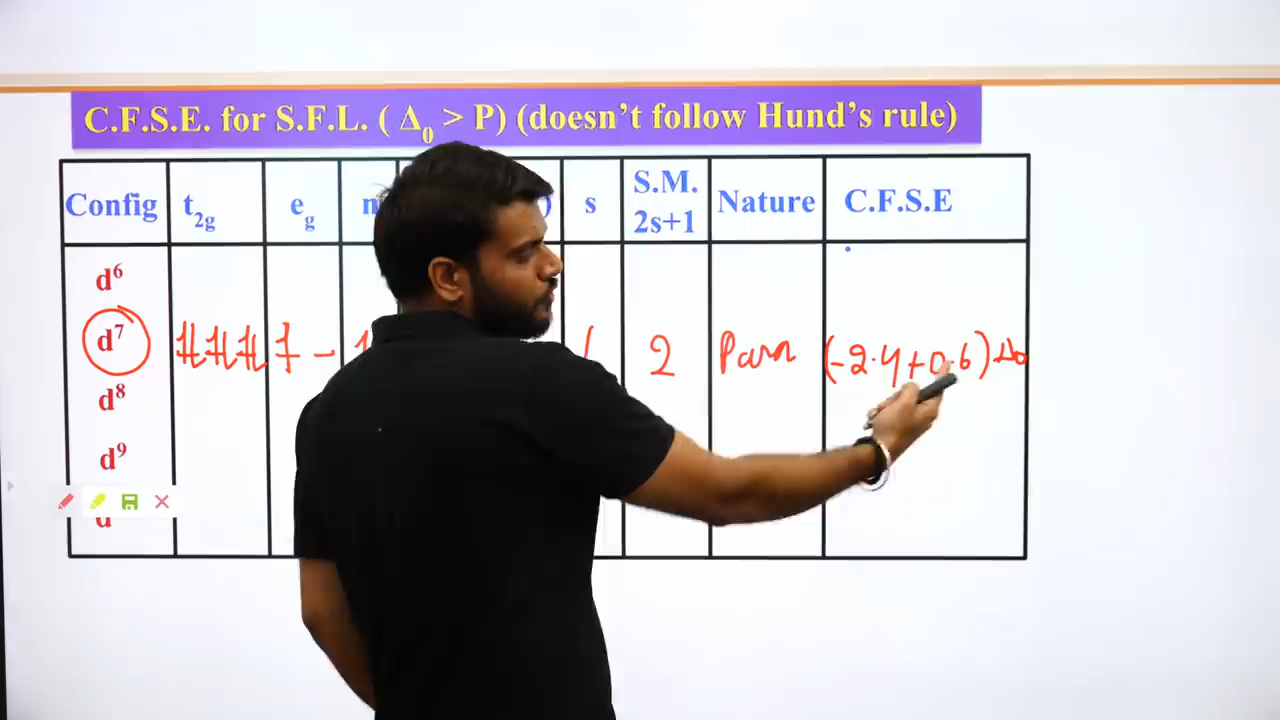 C.F.S.E. for S.F.L. ( Δ₀ > P) (doesn't follow Hund's rule)
Config t₂g eg n ) s S.M. 2s+1 Nature C.F.S.E
d⁶
d⁷ 2 Para (-2.4+0.6)Δ₀
d⁸
d⁹